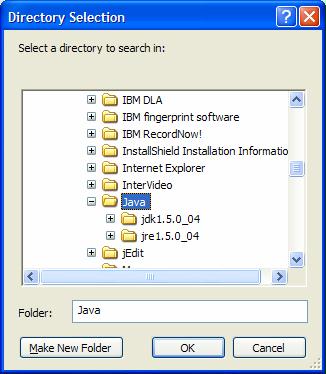 Directory Selection
Select a directory to search in:
IBM DLA
IBM fingerprint software
IBM RecordNow!
InstallShield Installation Informatio
Internet Explorer
InterVideo
Java
jdk1.5.0_04
jre1.5.0_04
jEdit
Folder:
Java
Make New Folder
OK
Cancel